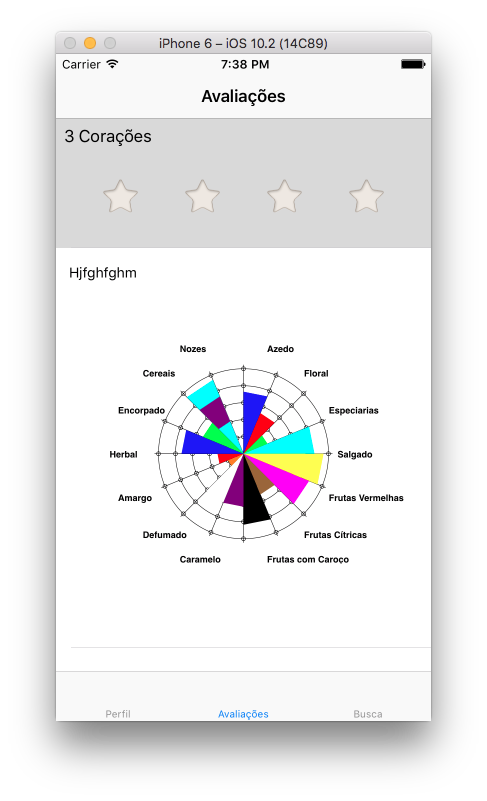 iPhone 6 – iOS 10.2 (14C89)
Carrier 7:38 PM
Avaliações
3 Corações
Hjfghfghm
Nozes Azedo
Cereais Floral
Encorpado Especiarias
Herbal Salgado
Amargo Frutas Vermelhas
Defumado Frutas Cítricas
Caramelo Frutas com Caroço
Perfil Avaliações Busca